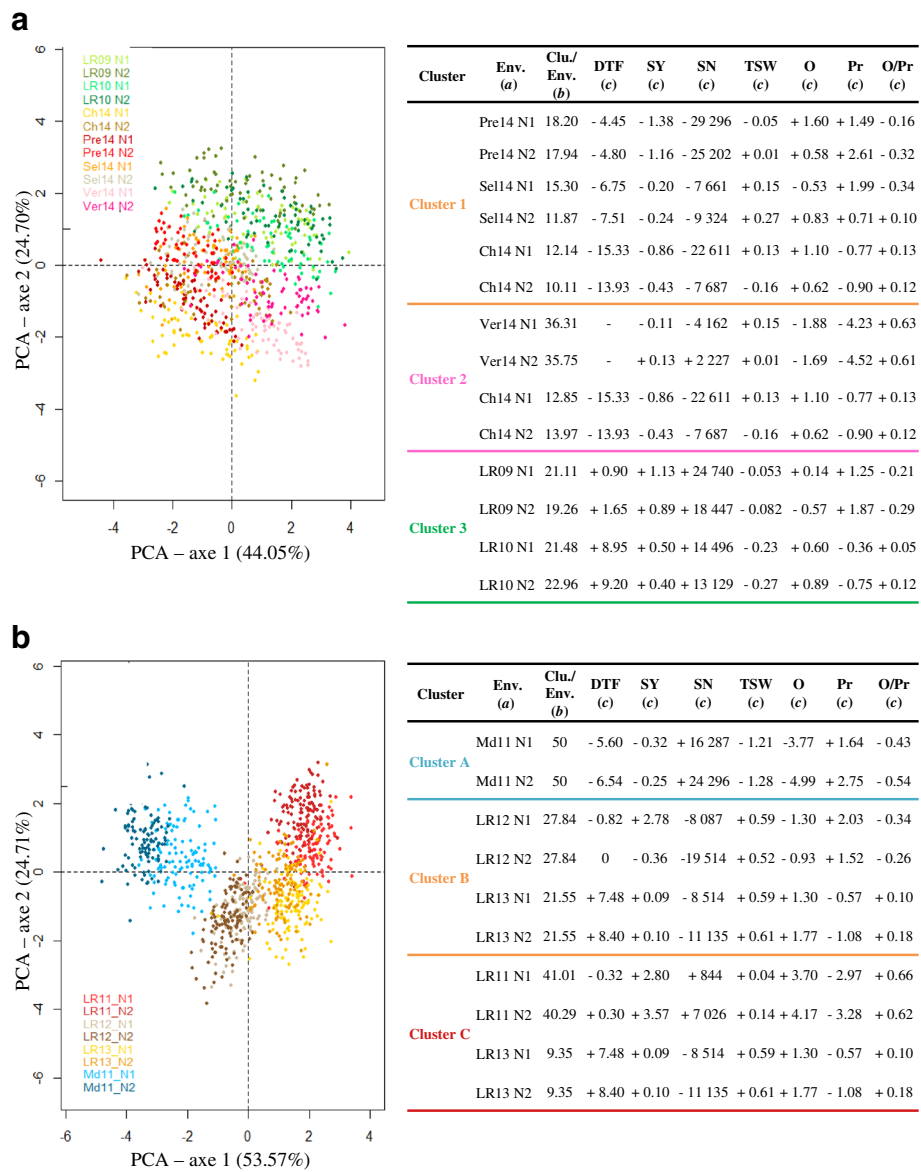 a
6
4
2
0
-2
-4
-6
PCA – axe 2 (24.70%)
LR09 N1
LR09 N2
LR10 N1
LR10 N2
Ch14 N1
Ch14 N2
Pre14 N1
Pre14 N2
Sel14 N1
Sel14 N2
Ver14 N1
Ver14 N2
-4 -2 0 2 4
PCA – axe 1 (44.05%)
Cluster Env. (a) Clu./ Env. (b) DTF (c) SY (c) SN (c) TSW (c) O (c) Pr (c) O/Pr (c)
Cluster 1
Pre14 N1 18.20 - 4.45 - 1.38 - 29 296 - 0.05 + 1.60 + 1.49 - 0.16
Pre14 N2 17.94 - 4.80 - 1.16 - 25 202 + 0.01 + 0.58 + 2.61 - 0.32
Sel14 N1 15.30 - 6.75 - 0.20 - 7 661 + 0.15 - 0.53 + 1.99 - 0.34
Sel14 N2 11.87 - 7.51 - 0.24 - 9 324 + 0.27 + 0.83 + 0.71 + 0.10
Ch14 N1 12.14 - 15.33 - 0.86 - 22 611 + 0.13 + 1.10 - 0.77 + 0.13
Ch14 N2 10.11 - 13.93 - 0.43 - 7 687 - 0.16 + 0.62 - 0.90 + 0.12
Cluster 2
Ver14 N1 36.31 - - 0.11 - 4 162 + 0.15 - 1.88 - 4.23 + 0.63
Ver14 N2 35.75 - + 0.13 + 2 227 + 0.01 - 1.69 - 4.52 + 0.61
Ch14 N1 12.85 - 15.33 - 0.86 - 22 611 + 0.13 + 1.10 - 0.77 + 0.13
Ch14 N2 13.97 - 13.93 - 0.43 - 7 687 - 0.16 + 0.62 - 0.90 + 0.12
Cluster 3
LR09 N1 21.11 + 0.90 + 1.13 + 24 740 -0.053 + 0.14 + 1.25 - 0.21
LR09 N2 19.26 + 1.65 + 0.89 + 18 447 - 0.082 - 0.57 + 1.87 - 0.29
LR10 N1 21.48 + 8.95 + 0.50 + 14 496 - 0.23 + 0.60 - 0.36 + 0.05
LR10 N2 22.96 + 9.20 + 0.40 + 13 129 - 0.27 + 0.89 - 0.75 + 0.12
b
6
4
2
0
-2
-4
-6
PCA – axe 2 (24.71%)
LR11_N1
LR11_N2
LR12_N1
LR12_N2
LR13_N1
LR13_N2
Md11_N1
Md11_N2
-6 -4 -2 0 2 4
PCA – axe 1 (53.57%)
Cluster Env. (a) Clu./ Env. (b) DTF (c) SY (c) SN (c) TSW (c) O (c) Pr (c) O/Pr (c)
Cluster A
Md11 N1 50 - 5.60 - 0.32 + 16 287 - 1.21 -3.77 + 1.64 - 0.43
Md11 N2 50 - 6.54 - 0.25 + 24 296 - 1.28 - 4.99 + 2.75 - 0.54
Cluster B
LR12 N1 27.84 - 0.82 + 2.78 -8 087 + 0.59 - 1.30 + 2.03 - 0.34
LR12 N2 27.84 0 - 0.36 -19 514 + 0.52 - 0.93 + 1.52 - 0.26
LR13 N1 21.55 + 7.48 + 0.09 - 8 514 + 0.59 + 1.30 - 0.57 + 0.10
LR13 N2 21.55 + 8.40 + 0.10 - 11 135 + 0.61 + 1.77 - 1.08 + 0.18
Cluster C
LR11 N1 41.01 - 0.32 + 2.80 + 844 + 0.04 + 3.70 - 2.97 + 0.66
LR11 N2 40.29 + 0.30 + 3.57 + 7 026 + 0.14 + 4.17 - 3.28 + 0.62
LR13 N1 9.35 + 7.48 + 0.09 - 8 514 + 0.59 + 1.30 - 0.57 + 0.10
LR13 N2 9.35 + 8.40 + 0.10 - 11 135 + 0.61 + 1.77 - 1.08 + 0.18